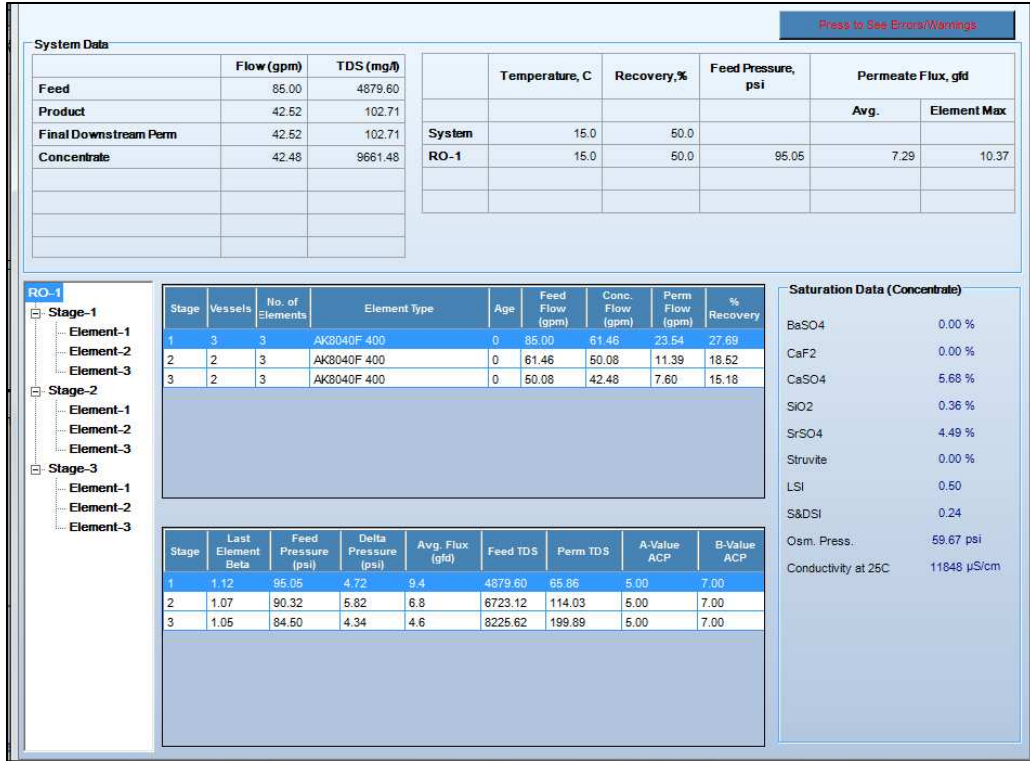 Press to See Errors/Warnings
System Data
Flow (gpm) TDS (mg/l)
Feed 85.00 4879.60
Product 42.52 102.71
Final Downstream Perm 42.52 102.71
Concentrate 42.48 9661.48
Temperature, C Recovery,% Feed Pressure, psi Permeate Flux, gfd
Avg. Element Max
System 15.0 50.0
RO-1 15.0 50.0 95.05 7.29 10.37
RO-1
Stage-1
Element-1
Element-2
Element-3
Stage-2
Element-1
Element-2
Element-3
Stage-3
Element-1
Element-2
Element-3
Stage Vessels No. of Elements Element Type Age Feed Flow (gpm) Conc. Flow (gpm) Perm Flow (gpm) % Recovery
1 3 3 AK8040F 400 0 85.00 61.46 23.54 27.69
2 2 3 AK8040F 400 0 61.46 50.08 11.39 18.52
3 2 3 AK8040F 400 0 50.08 42.48 7.60 15.18
Stage Last Element Beta Feed Pressure (psi) Delta Pressure (psi) Avg. Flux (gfd) Feed TDS Perm TDS A-Value ACP B-Value ACP
1 1.12 95.05 4.72 9.4 4879.60 65.86 5.00 7.00
2 1.07 90.32 5.82 6.8 6723.12 114.03 5.00 7.00
3 1.05 84.50 4.34 4.6 8225.62 199.89 5.00 7.00
Saturation Data (Concentrate)
BaSO4 0.00 %
CaF2 0.00 %
CaSO4 5.68 %
SiO2 0.36 %
SrSO4 4.49 %
Struvite 0.00 %
LSI 0.50
S&DSI 0.24
Osm. Press. 59.67 psi
Conductivity at 25C 11848 µS/cm